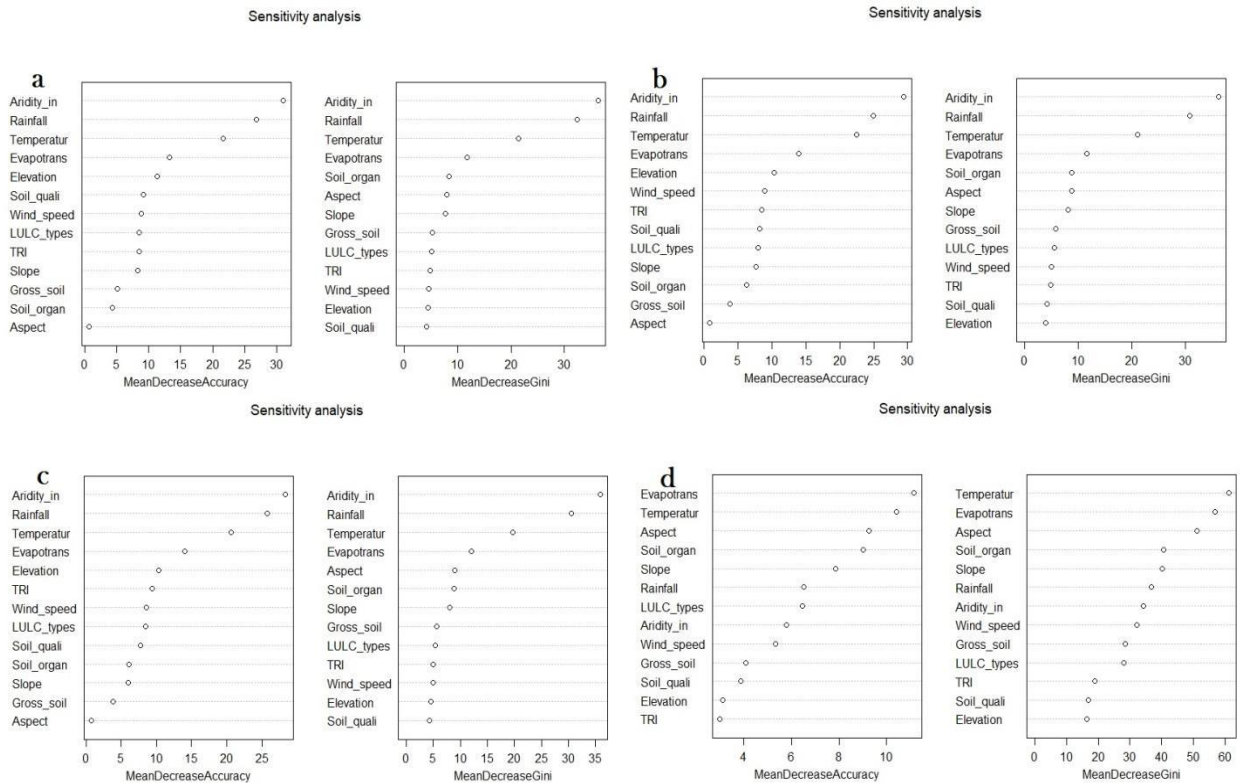 Sensitivity analysis
a
Aridity_in
Rainfall
Temperatur
Evapotrans
Elevation
Soil_quali
Wind_speed
LULC_types
TRI
Slope
Gross_soil
Soil_organ
Aspect
0 5 10 15 20 25 30
MeanDecreaseAccuracy
Aridity_in
Rainfall
Temperatur
Evapotrans
Soil_organ
Aspect
Slope
Gross_soil
LULC_types
TRI
Wind_speed
Elevation
Soil_quali
0 10 20 30
MeanDecreaseGini
Sensitivity analysis
b
Aridity_in
Rainfall
Temperatur
Evapotrans
Elevation
Wind_speed
TRI
Soil_quali
LULC_types
Slope
Soil_organ
Gross_soil
Aspect
0 5 10 15 20 25 30
MeanDecreaseAccuracy
Aridity_in
Rainfall
Temperatur
Evapotrans
Soil_organ
Aspect
Slope
Gross_soil
LULC_types
Wind_speed
TRI
Soil_quali
Elevation
0 10 20 30
MeanDecreaseGini
Sensitivity analysis
c
Aridity_in
Rainfall
Temperatur
Evapotrans
Elevation
TRI
Wind_speed
LULC_types
Soil_quali
Soil_organ
Slope
Gross_soil
Aspect
0 5 10 15 20 25
MeanDecreaseAccuracy
Aridity_in
Rainfall
Temperatur
Evapotrans
Aspect
Soil_organ
Slope
Gross_soil
LULC_types
TRI
Wind_speed
Elevation
Soil_quali
0 5 10 15 20 25 30 35
MeanDecreaseGini
Sensitivity analysis
d
Evapotrans
Temperatur
Aspect
Soil_organ
Slope
Rainfall
LULC_types
Aridity_in
Wind_speed
Gross_soil
Soil_quali
Elevation
TRI
4 6 8 10
MeanDecreaseAccuracy
Temperatur
Evapotrans
Aspect
Soil_organ
Slope
Rainfall
Aridity_in
Wind_speed
Gross_soil
LULC_types
TRI
Soil_quali
Elevation
0 10 20 30 40 50 60
MeanDecreaseGini